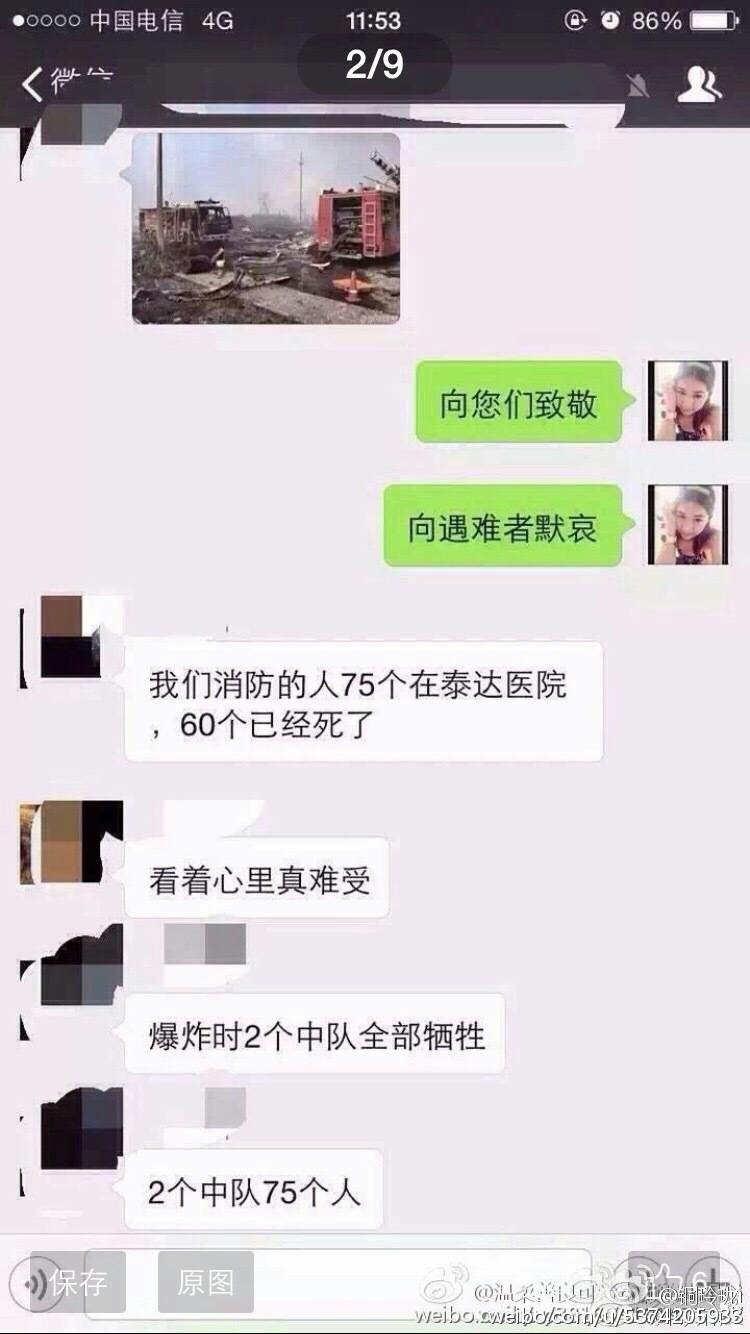 中国电信 4G 11:53 86%
2/9
微信
向您们致敬
向遇难者默哀
我们消防的人75个在泰达医院
，60个已经死了
看着心里真难受
爆炸时2个中队全部牺牲
2个中队75个人
保存 原图
weibo.com/u/5374205933